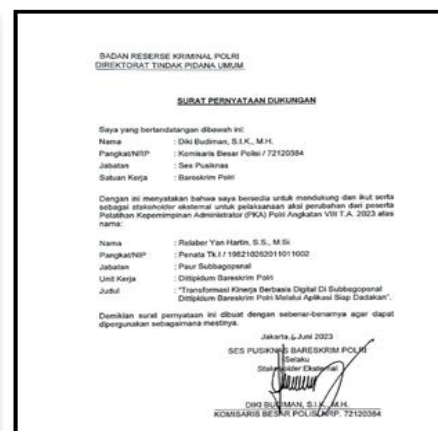 BADAN RESERSE KRIMINAL POLRI
DIREKTORAT TINDAK PIDANA UMUM
SURAT PERNYATAAN DUKUNGAN
Saya yang bertandatangan dibawah ini:
Nama : Diki Budiman, S.I.K., M.H.
Pangkat/NRP : Komisaris Besar Polisi / 72120384
Jabatan : Ses Pusiknas
Satuan Kerja : Bareskrim Polri
Dengan ini menyatakan bahwa saya bersedia untuk mendukung dan ikut serta
sebagai stakeholder eksternal untuk pelaksanaan aksi perubahan dari peserta
Pelatihan Kepemimpinan Administrator (PKA) Polri Angkatan VIII T.A. 2023 atas
nama:
Nama : Relaber Yan Hartin, S.S., M.Si.
Pangkat/NIP : Penata Tk.I / 198210262011011002
Jabatan : Paur Subbagopsnal
Unit Kerja : Dittipidum Bareskrim Polri
Judul : "Transformasi Kinerja Berbasis Digital Di Subbagopsnal
Dittipidum Bareskrim Polri Melalui Aplikasi Siap Dadakan".
Demikian surat pernyataan ini dibuat dengan sebenar-benarnya agar dapat
dipergunakan sebagaimana mestinya.
Jakarta, 6 Juni 2023
SES PUSIKNAS BARESKRIM POLRI
Selaku
Stakeholder Eksternal
DIKI BUDIMAN, S.I.K., M.H.
KOMISARIS BESAR POLISI NRP. 72120384